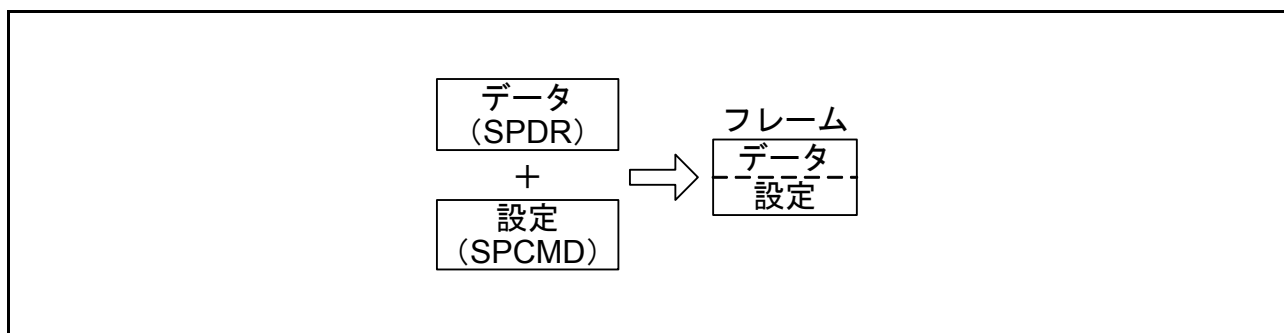 データ
（SPDR）
＋
設定
（SPCMD）
フレーム
データ
設定